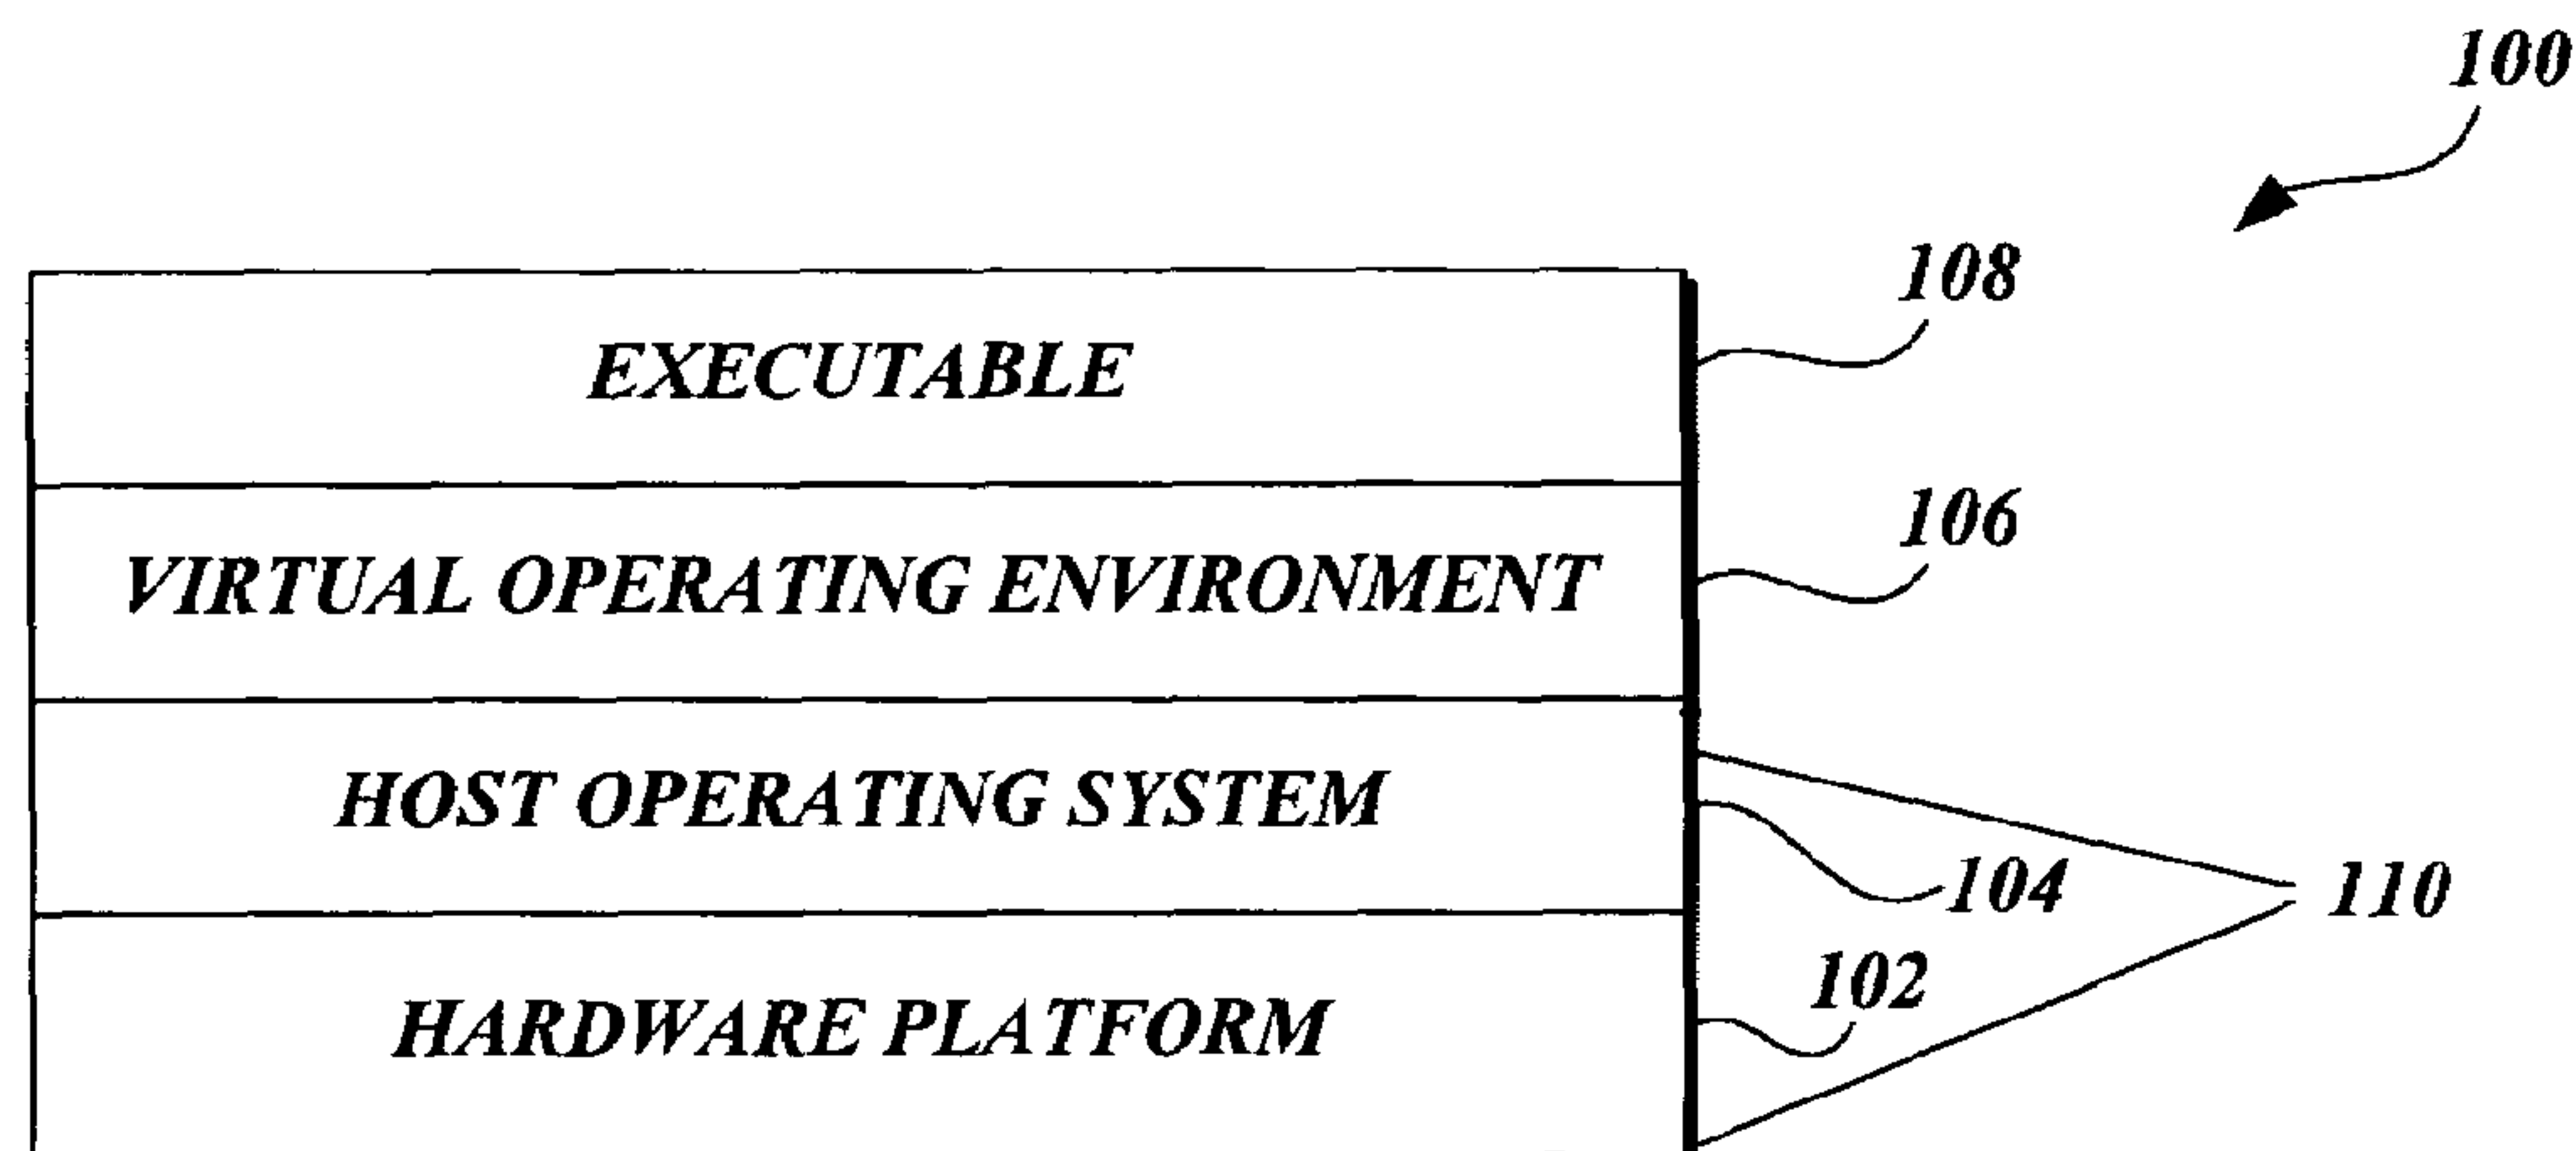 100
108
EXECUTABLE
106
VIRTUAL OPERATING ENVIRONMENT
HOST OPERATING SYSTEM
104
110
102
HARDWARE PLATFORM